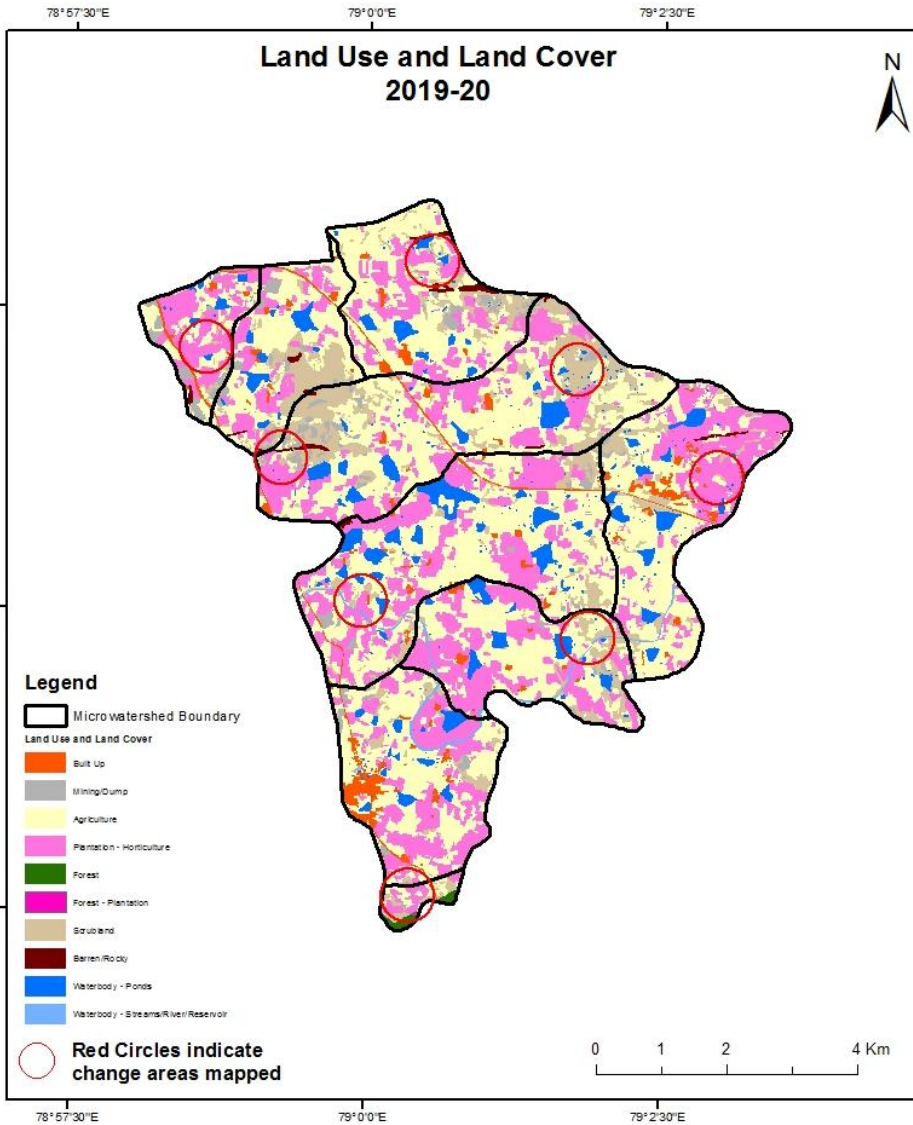 78°57'30"E 79°0'0"E 79°2'30"E
Land Use and Land Cover
2019-20
N
Legend
Microwatershed Boundary
Land Use and Land Cover
Built Up
Mining/Dump
Agriculture
Plantation - Horticulture
Forest
Forest - Plantation
Scrubland
Barren/Rocky
Waterbody - Ponds
Waterbody - Streams/River/Reservoir
Red Circles indicate
change areas mapped
0 1 2 4 Km
78°57'30"E 79°0'0"E 79°2'30"E